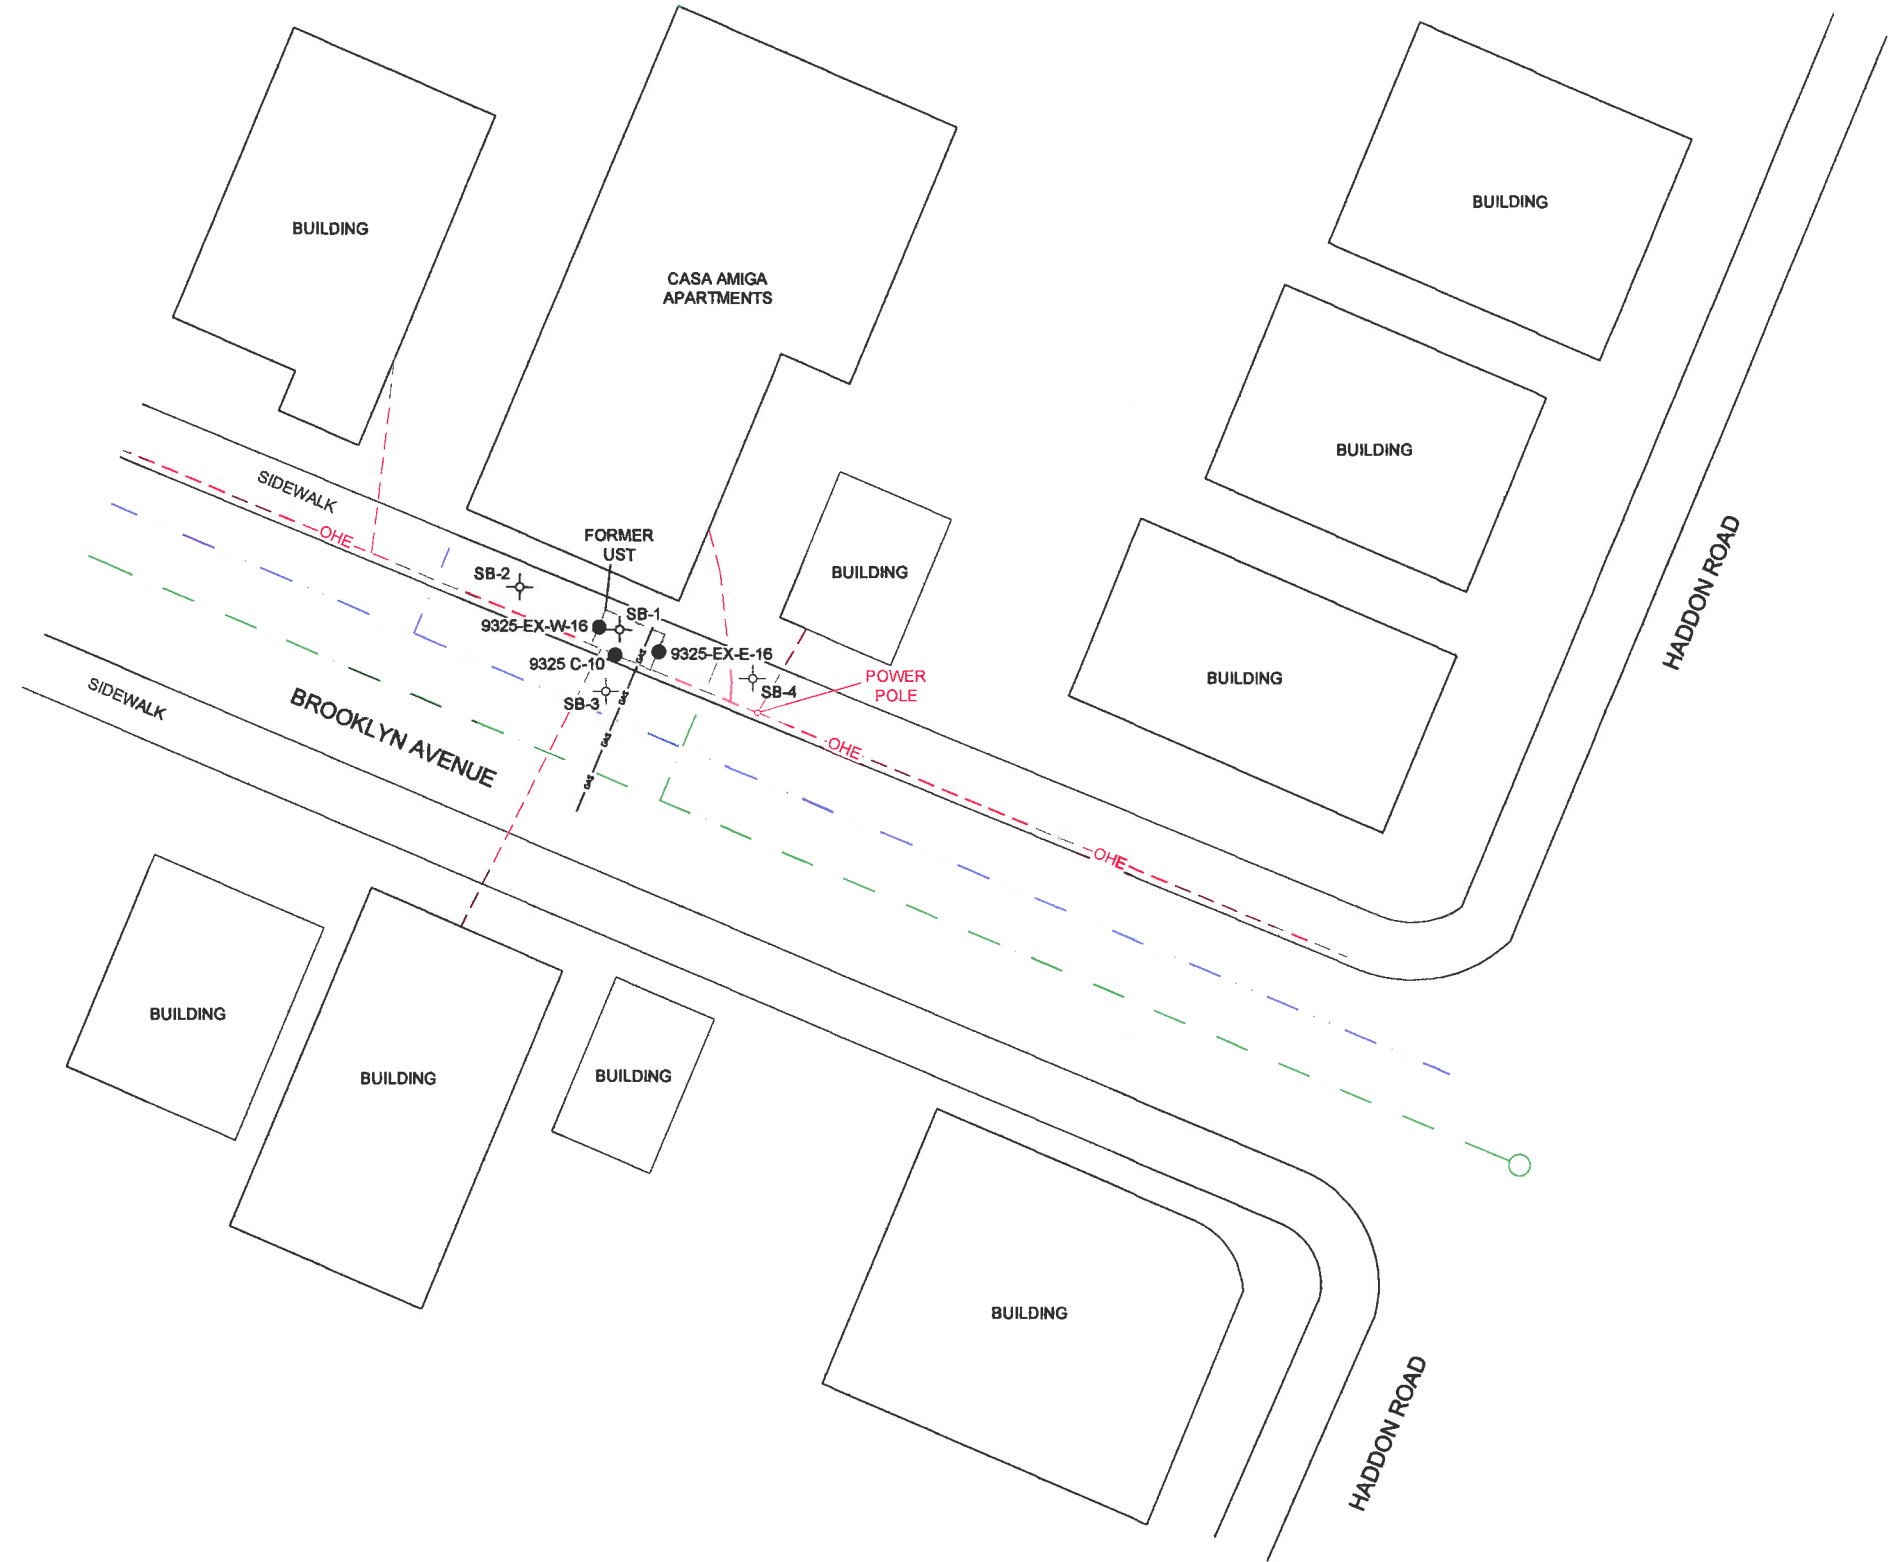 BUILDING
CASA AMIGA
APARTMENTS
BUILDING
BUILDING
SIDEWALK
OHE
FORMER
UST
SB-2
SB-1
9325-EX-W-16
GAS
9325-EX-E-16
9325 C-10
SB-4
SB-3
GAS
GAS
GAS
BUILDING
POWER
POLE
OHE
OHE
BUILDING
HADDON ROAD
SIDEWALK
BROOKLYN AVENUE
BUILDING
BUILDING
BUILDING
BUILDING
HADDON ROAD